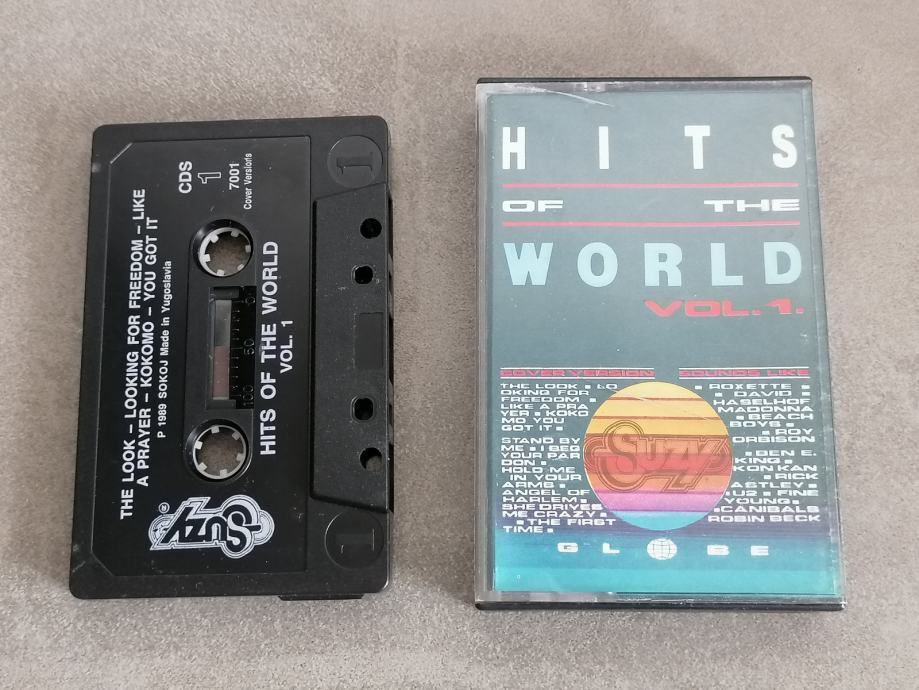 THE LOOK – LOOKING FOR FREEDOM – LIKE
A PRAYER – KOKOMO – YOU GOT IT
P 1989 SOKOJ Made in Yugoslavia
CDS
1
7001
Cover Versions
100 50 0
HITS OF THE WORLD
VOL. 1
SUZY
1
1
HITS
OF THE
WORLD
VOL.1.
COVER VERSION
THE LOOK ▪ LO
OKING FOR
FREEDOM ▪
LIKE A PRA
YER ▪ KOKO
MO YOU
GOT IT ▪
STAND BY
ME ▪ I BEG
YOUR PAR
DON ▪
HOLD ME
IN YOUR
ARMS ▪
ANGEL OF
HARLEM ▪
SHE DRIVES
ME CRAZY ▪
▪ THE FIRST
TIME ▪
SOUNDS LIKE
▪ ROXETTE ▪
▪ DAVID ▪
HASELHOF
MADONNA
▪ BEACH
BOYS ▪
▪ ROY
ORBISON
▪ BEN E.
KING ▪
KON KAN
▪ RICK
ASTLEY ▪
U2 ▪ FINE
YOUNG ▪
▪ CANIBALS
ROBIN BECK
SUZY
GLOBE